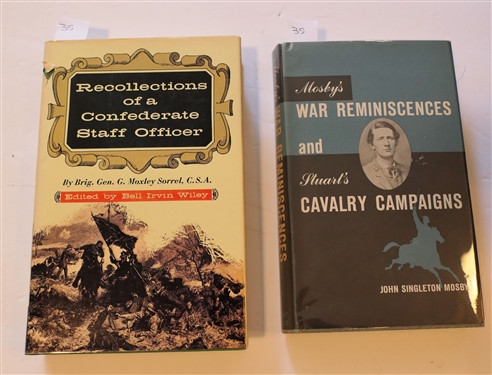 35
Recollections
of a
Confederate
Staff Officer
By Brig. Gen. G. Moxley Sorrel, C.S.A.
Edited by Bell Irvin Wiley
35
Mosby's
WAR REMINISCENCES
and
Stuart's
CAVALRY CAMPAIGNS
JOHN SINGLETON MOSBY
WAR REMINISCENCES